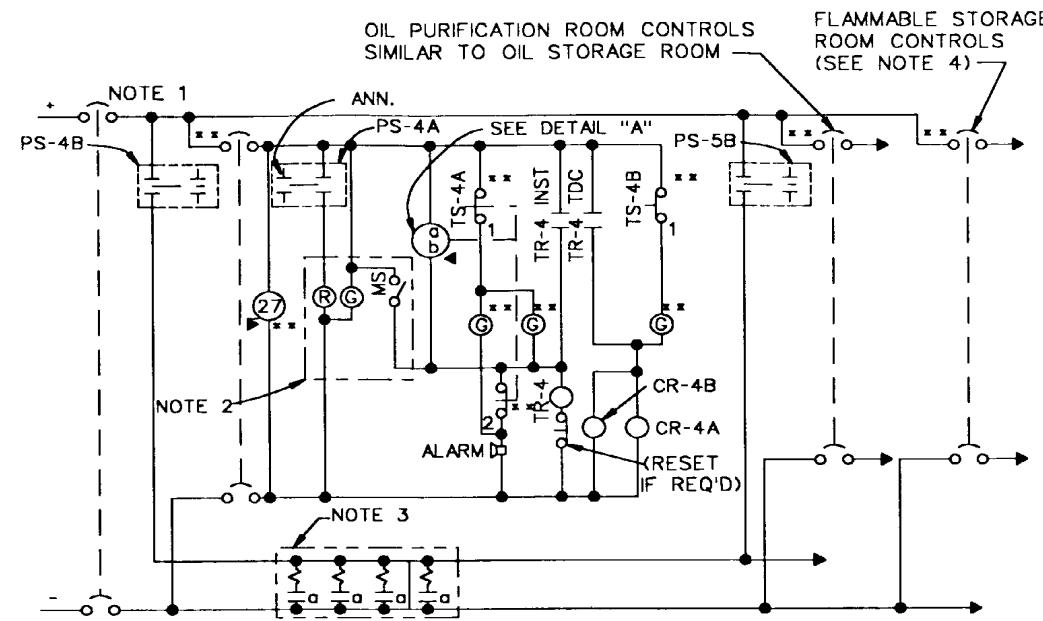 OIL PURIFICATION ROOM CONTROLS
SIMILAR TO OIL STORAGE ROOM
FLAMMABLE STORAGE
ROOM CONTROLS
(SEE NOTE 4)
+
NOTE 1
ANN.
PS-4B
**
PS-4A
SEE DETAIL "A"
PS-5B
**
**
TS-4A
**
1
TR-4 INST
TR-4 TDC
TS-4B
**
1
a
b
27
**
R
G
MS
G
**
G
**
G
**
NOTE 2
2
**
TR-4
CR-4B
CR-4A
ALARM
(RESET
IF REQ'D)
NOTE 3
a
a
a
a
-